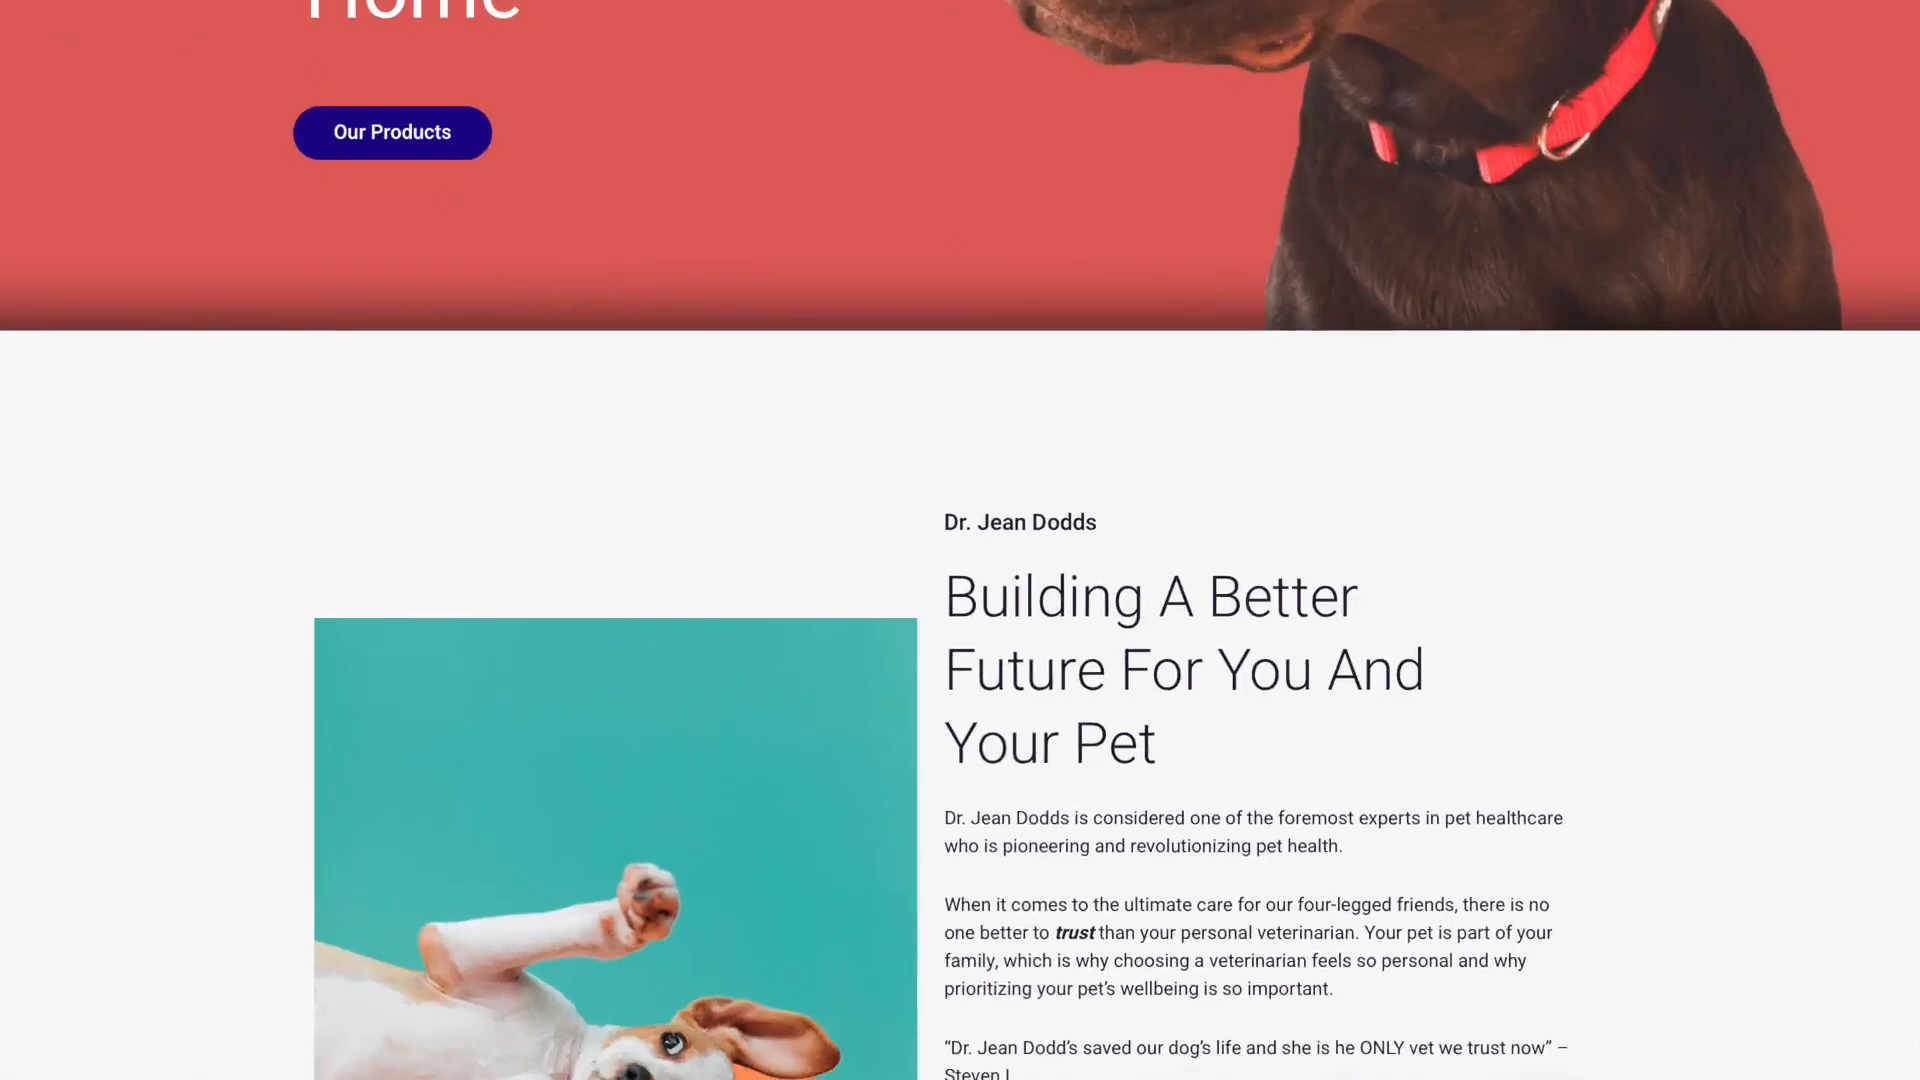 Home
Our Products
Dr. Jean Dodds
Building A Better
Future For You And
Your Pet
Dr. Jean Dodds is considered one of the foremost experts in pet healthcare
who is pioneering and revolutionizing pet health.
When it comes to the ultimate care for our four-legged friends, there is no
one better to trust than your personal veterinarian. Your pet is part of your
family, which is why choosing a veterinarian feels so personal and why
prioritizing your pet’s wellbeing is so important.
“Dr. Jean Dodd’s saved our dog’s life and she is he ONLY vet we trust now” –
Steven